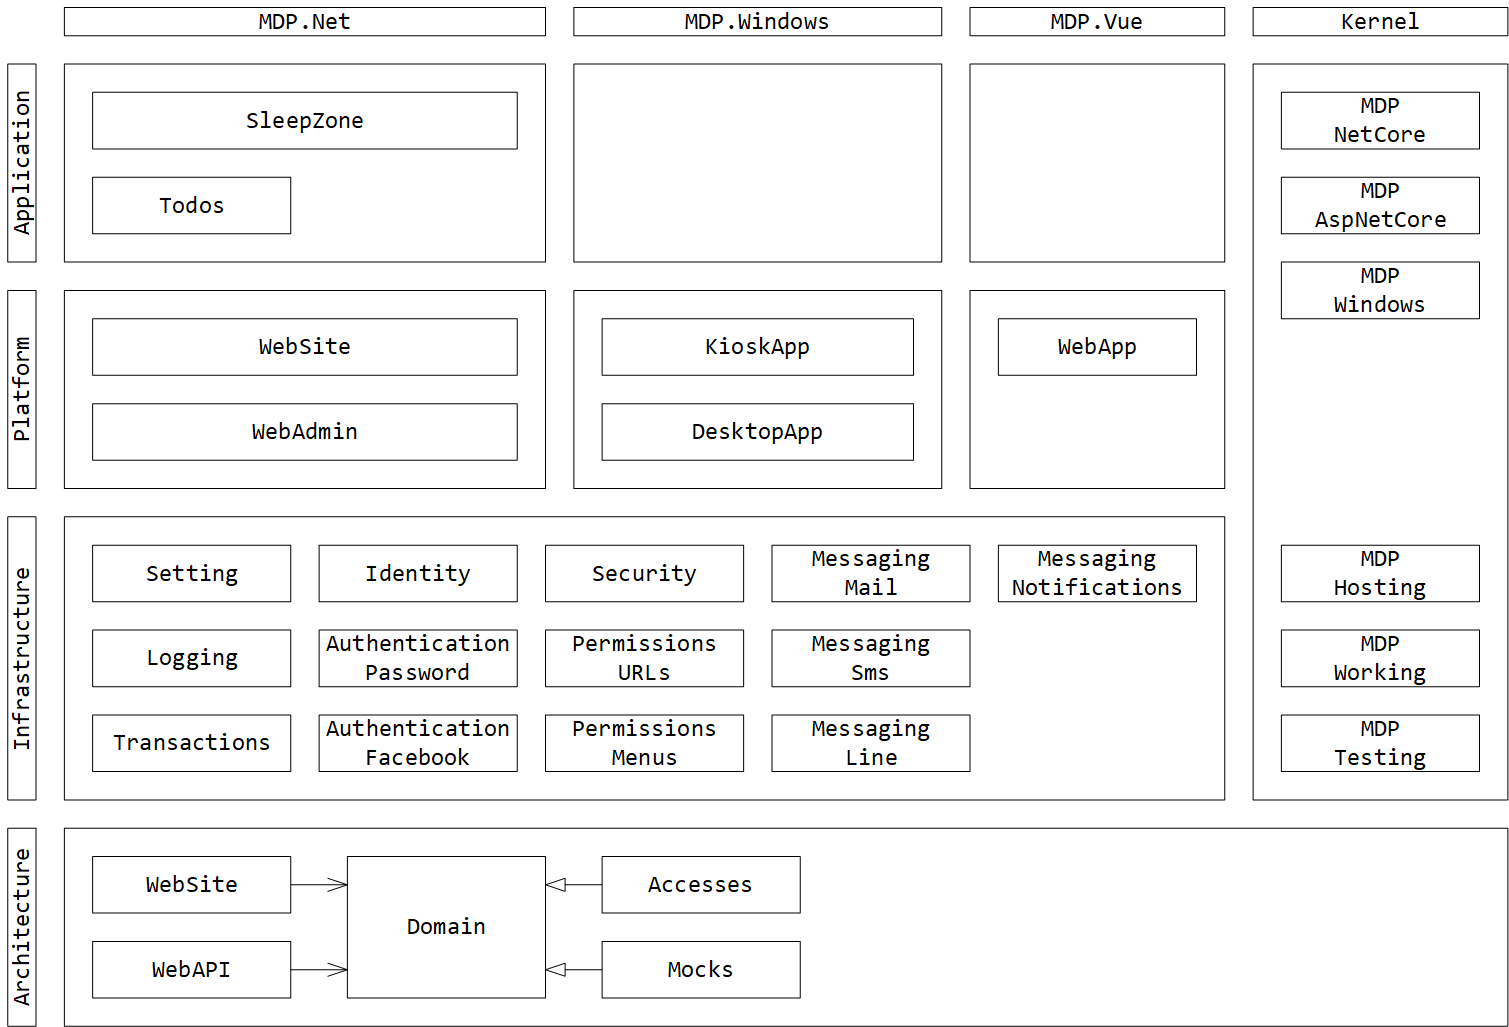 MDP.Net
MDP.Windows
MDP.Vue
Kernel
Application
SleepZone
Todos
MDP
NetCore
MDP
AspNetCore
MDP
Windows
Platform
WebSite
WebAdmin
KioskApp
DesktopApp
WebApp
Infrastructure
Setting
Identity
Security
Messaging
Mail
Messaging
Notifications
Logging
Authentication
Password
Permissions
URLs
Messaging
Sms
Transactions
Authentication
Facebook
Permissions
Menus
Messaging
Line
MDP
Hosting
MDP
Working
MDP
Testing
Architecture
WebSite
WebAPI
Domain
Accesses
Mocks